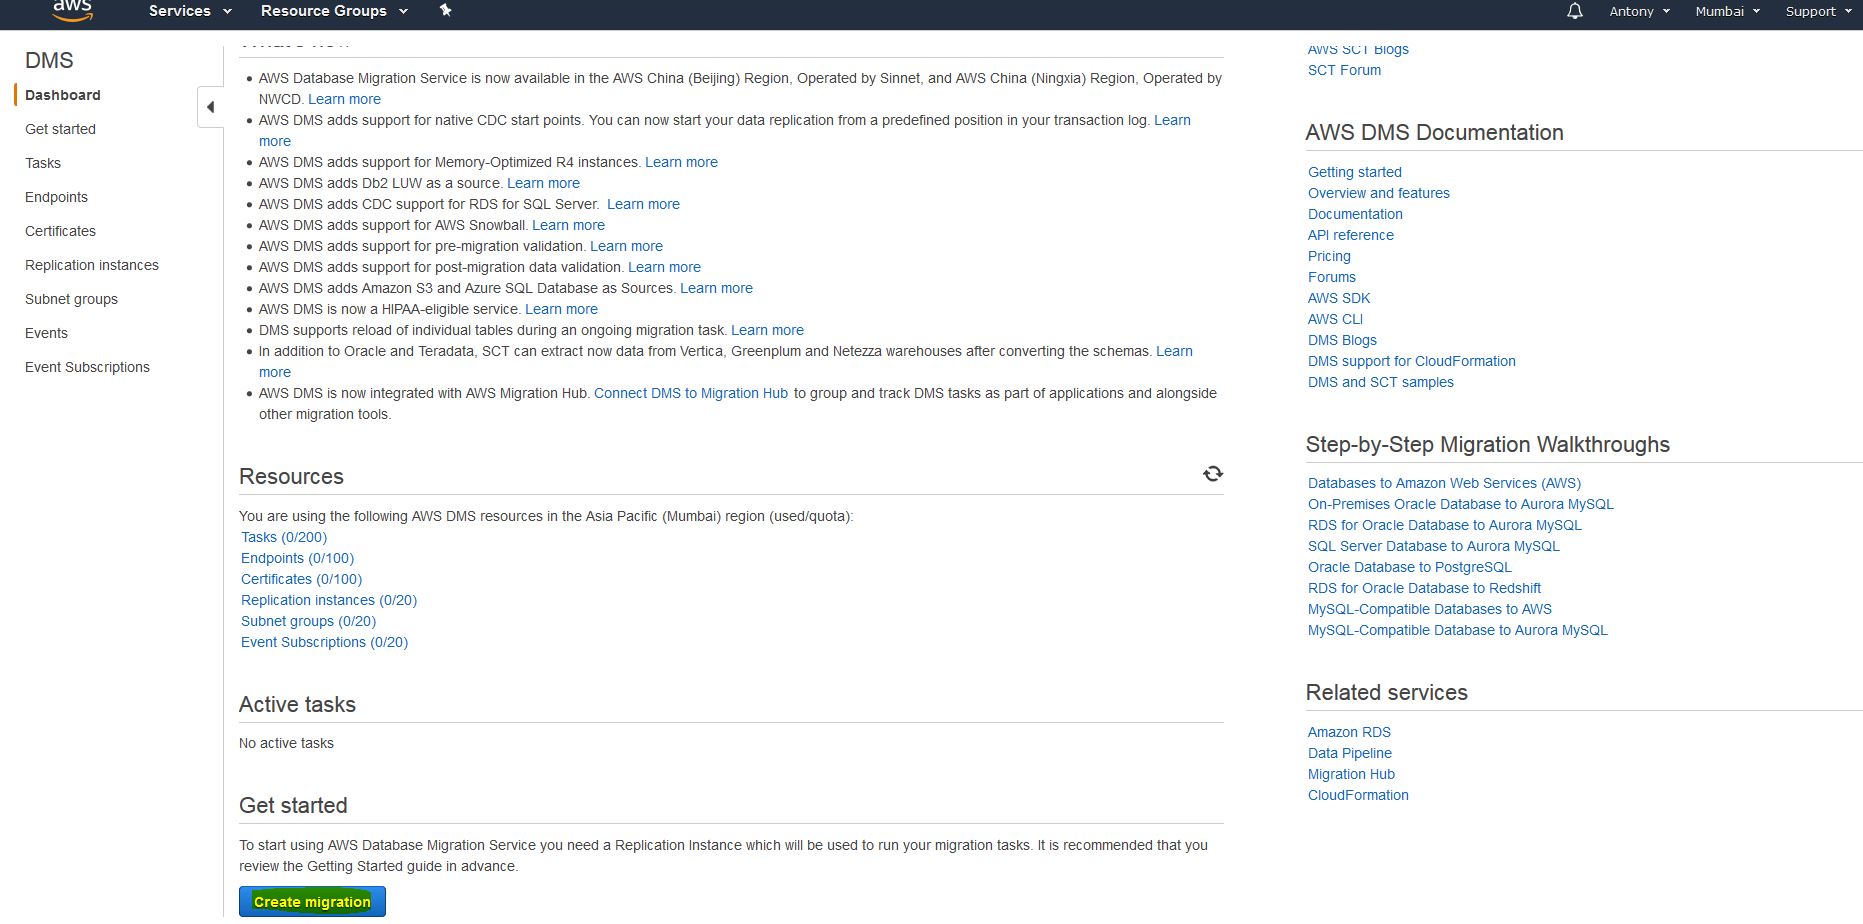 aws
Services
Resource Groups
Antony
Mumbai
Support
DMS
Dashboard
Get started
Tasks
Endpoints
Certificates
Replication instances
Subnet groups
Events
Event Subscriptions
AWS Database Migration Service is now available in the AWS China (Beijing) Region, Operated by Sinnet, and AWS China (Ningxia) Region, Operated by
NWCD. Learn more
AWS DMS adds support for native CDC start points. You can now start your data replication from a predefined position in your transaction log. Learn
more
AWS DMS adds support for Memory-Optimized R4 instances. Learn more
AWS DMS adds Db2 LUW as a source. Learn more
AWS DMS adds CDC support for RDS for SQL Server. Learn more
AWS DMS adds support for AWS Snowball. Learn more
AWS DMS adds support for pre-migration validation. Learn more
AWS DMS adds support for post-migration data validation. Learn more
AWS DMS adds Amazon S3 and Azure SQL Database as Sources. Learn more
AWS DMS is now a HIPAA-eligible service. Learn more
DMS supports reload of individual tables during an ongoing migration task. Learn more
In addition to Oracle and Teradata, SCT can extract now data from Vertica, Greenplum and Netezza warehouses after converting the schemas. Learn
more
AWS DMS is now integrated with AWS Migration Hub. Connect DMS to Migration Hub to group and track DMS tasks as part of applications and alongside
other migration tools.
Resources
You are using the following AWS DMS resources in the Asia Pacific (Mumbai) region (used/quota):
Tasks (0/200)
Endpoints (0/100)
Certificates (0/100)
Replication instances (0/20)
Subnet groups (0/20)
Event Subscriptions (0/20)
Active tasks
No active tasks
Get started
To start using AWS Database Migration Service you need a Replication Instance which will be used to run your migration tasks. It is recommended that you
review the Getting Started guide in advance.
Create migration
AWS SCT Blogs
SCT Forum
AWS DMS Documentation
Getting started
Overview and features
Documentation
API reference
Pricing
Forums
AWS SDK
AWS CLI
DMS Blogs
DMS support for CloudFormation
DMS and SCT samples
Step-by-Step Migration Walkthroughs
Databases to Amazon Web Services (AWS)
On-Premises Oracle Database to Aurora MySQL
RDS for Oracle Database to Aurora MySQL
SQL Server Database to Aurora MySQL
Oracle Database to PostgreSQL
RDS for Oracle Database to Redshift
MySQL-Compatible Databases to AWS
MySQL-Compatible Database to Aurora MySQL
Related services
Amazon RDS
Data Pipeline
Migration Hub
CloudFormation